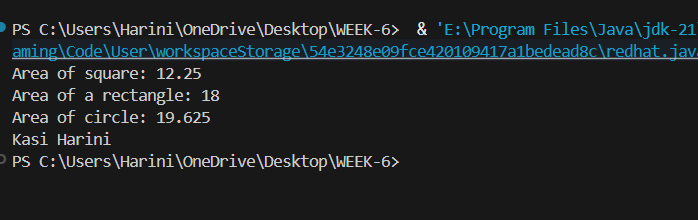 PS C:\Users\Harini\OneDrive\Desktop\WEEK-6>  & 'E:\Program Files\Java\jdk-21
aming\Code\User\workspaceStorage\54e3248e09fce420109417a1bedead8c\redhat.java
Area of square: 12.25
Area of a rectangle: 18
Area of circle: 19.625
Kasi Harini
PS C:\Users\Harini\OneDrive\Desktop\WEEK-6>